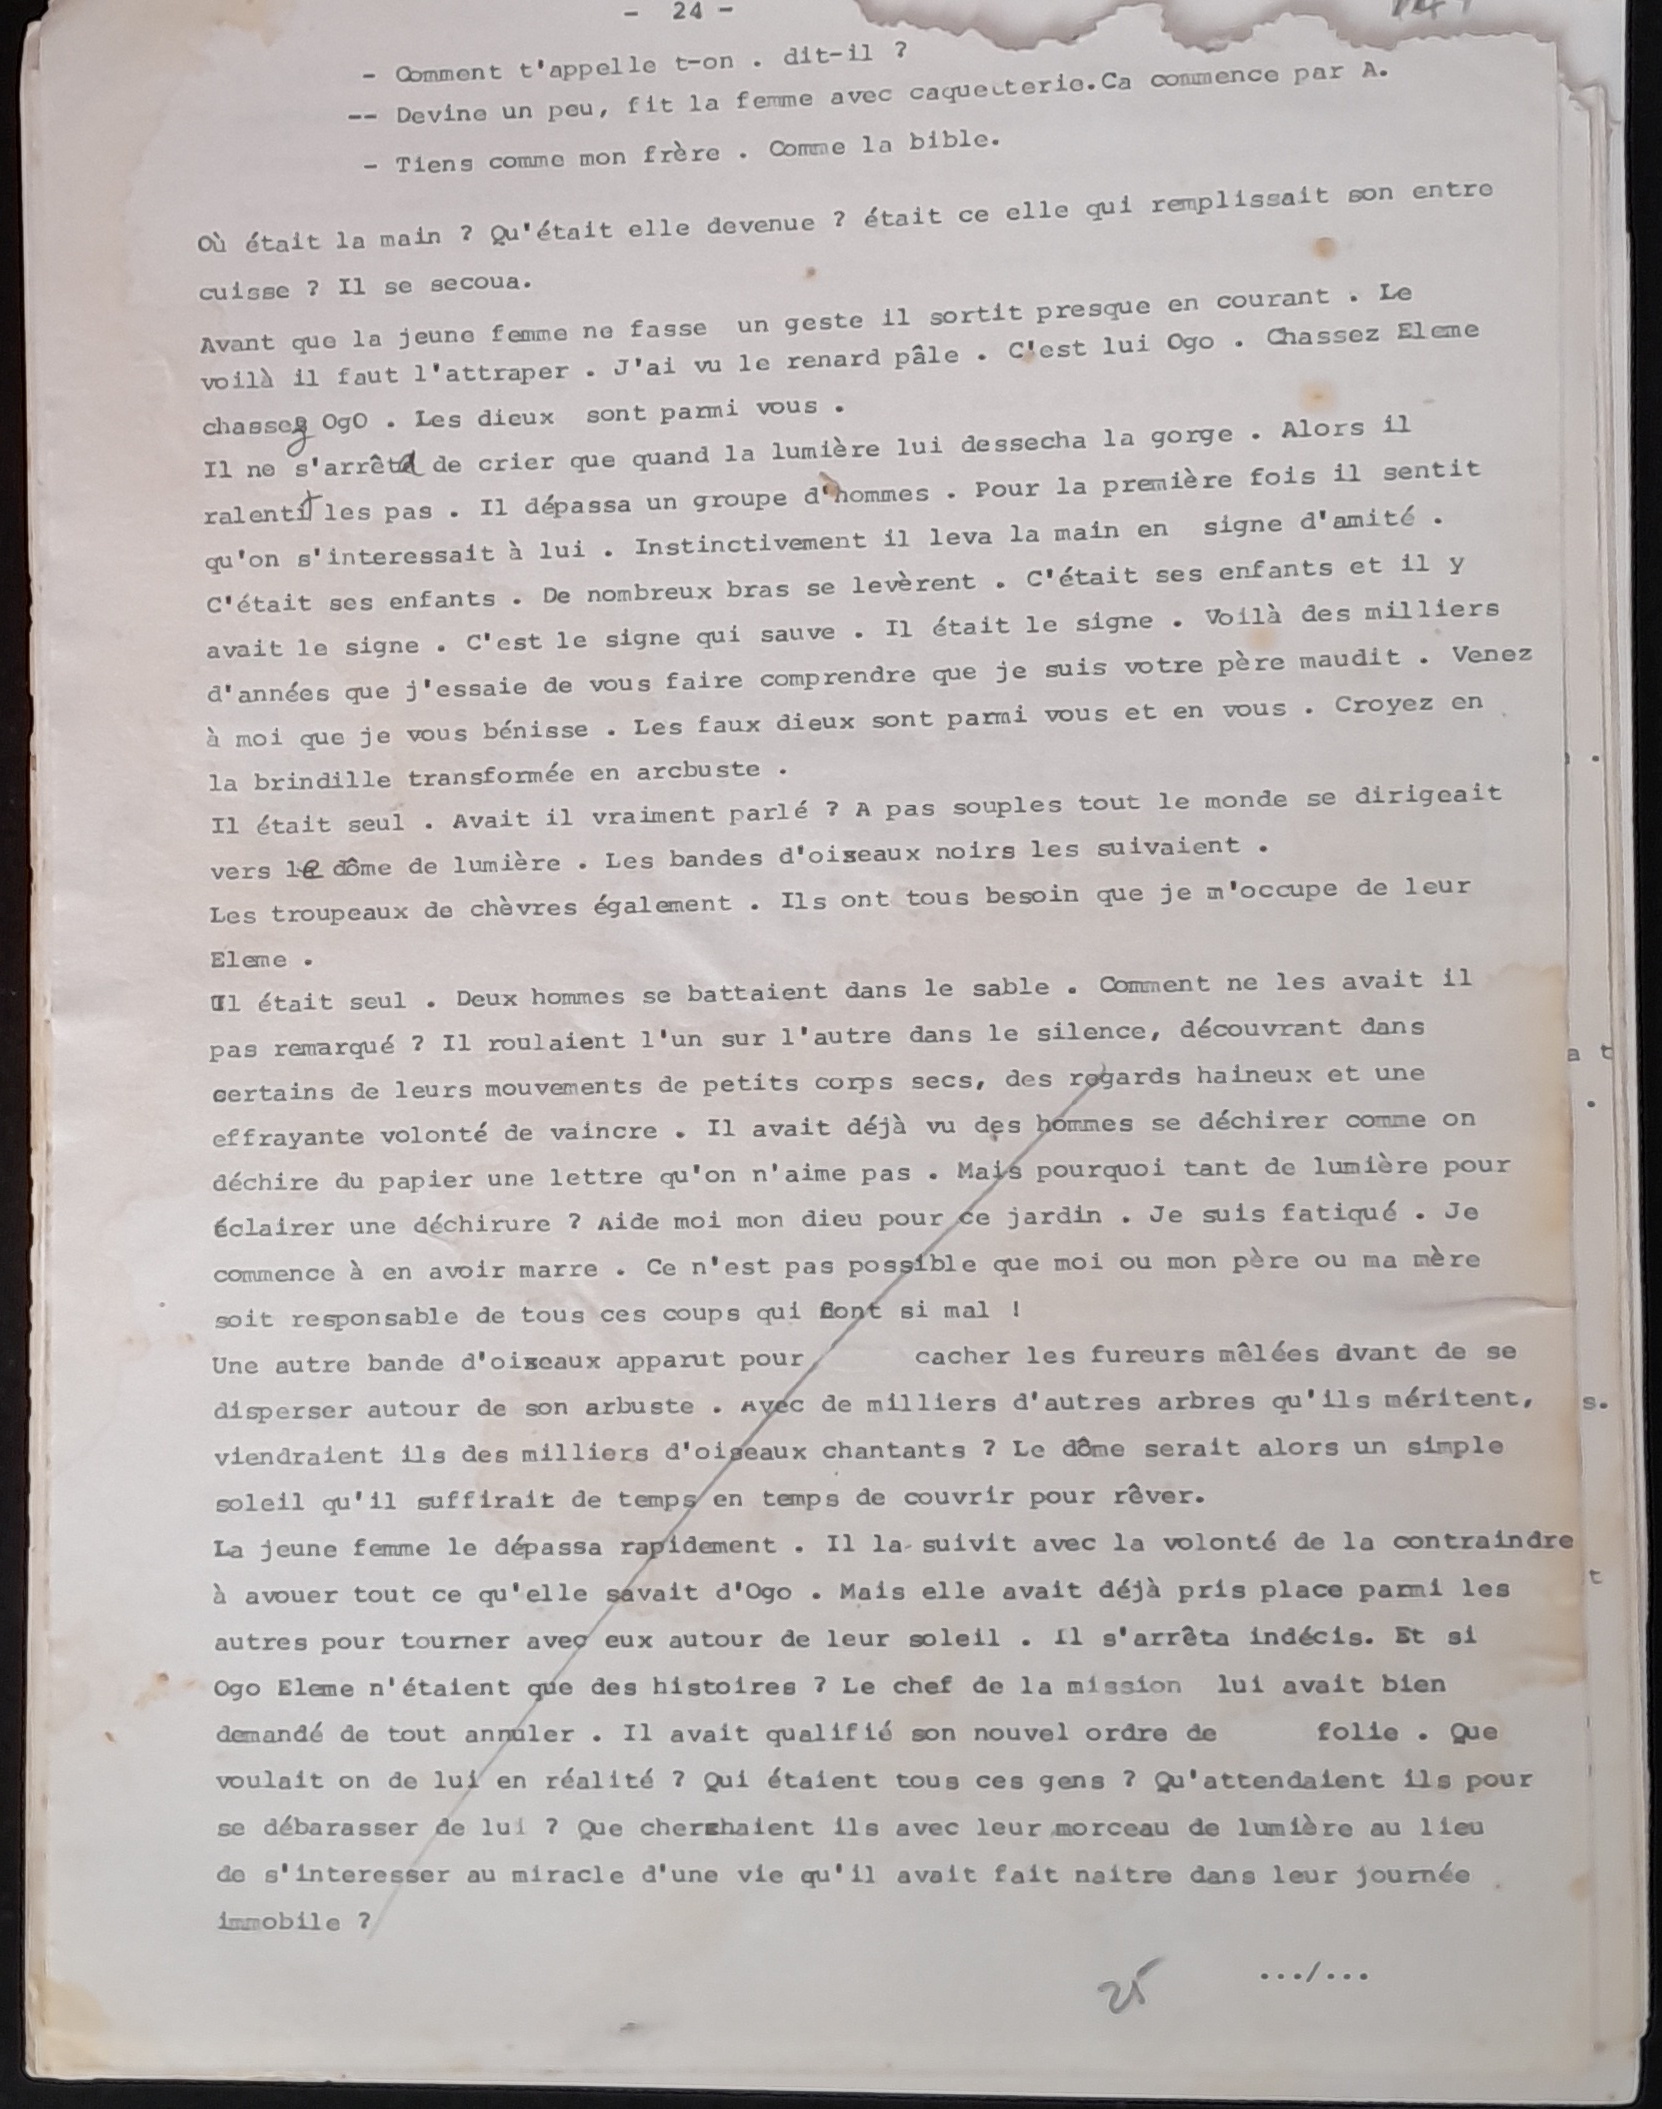 - 24 -
- Comment t'appelle t-on . dit-il ?
-- Devine un peu, fit la femme avec caquetterie.Ca commence par A.
- Tiens comme mon frère . Comme la bible.
Où était la main ? Qu'était elle devenue ? était ce elle qui remplissait son entre
cuisse ? Il se secoua.
Avant que la jeune femme ne fasse un geste il sortit presque en courant . Le
voilà il faut l'attraper . J'ai vu le renard pâle . C'est lui Ogo . Chassez Eleme
chassez OgO . Les dieux sont parmi vous .
Il ne s'arrêta de crier que quand la lumière lui dessecha la gorge . Alors il
ralentit les pas . Il dépassa un groupe d'hommes . Pour la première fois il sentit
qu'on s'interessait à lui . Instinctivement il leva la main en signe d'amité .
C'était ses enfants . De nombreux bras se levèrent . C'était ses enfants et il y
avait le signe . C'est le signe qui sauve . Il était le signe . Voilà des milliers
d'années que j'essaie de vous faire comprendre que je suis votre père maudit . Venez
à moi que je vous bénisse . Les faux dieux sont parmi vous et en vous . Croyez en
la brindille transformée en arcbuste .
Il était seul . Avait il vraiment parlé ? A pas souples tout le monde se dirigeait
vers le dôme de lumière . Les bandes d'oiseaux noirs les suivaient .
Les troupeaux de chèvres également . Ils ont tous besoin que je m'occupe de leur
Eleme .
Il était seul . Deux hommes se battaient dans le sable . Comment ne les avait il
pas remarqué ? Il roulaient l'un sur l'autre dans le silence, découvrant dans
certains de leurs mouvements de petits corps secs, des regards haineux et une
effrayante volonté de vaincre . Il avait déjà vu des hommes se déchirer comme on
déchire du papier une lettre qu'on n'aime pas . Mais pourquoi tant de lumière pour
éclairer une déchirure ? Aide moi mon dieu pour ce jardin . Je suis fatiqué . Je
commence à en avoir marre . Ce n'est pas possible que moi ou mon père ou ma mère
soit responsable de tous ces coups qui font si mal !
Une autre bande d'oiseaux apparut pour cacher les fureurs mêlées avant de se
disperser autour de son arbuste . Avec de milliers d'autres arbres qu'ils méritent,
viendraient ils des milliers d'oiseaux chantants ? Le dôme serait alors un simple
soleil qu'il suffirait de temps en temps de couvrir pour rêver.
La jeune femme le dépassa rapidement . Il la suivit avec la volonté de la contraindre
à avouer tout ce qu'elle savait d'Ogo . Mais elle avait déjà pris place parmi les
autres pour tourner avec eux autour de leur soleil . Il s'arrêta indécis. Et si
Ogo Eleme n'étaient que des histoires ? Le chef de la mission lui avait bien
demandé de tout annuler . Il avait qualifié son nouvel ordre de folie . Que
voulait on de lui en réalité ? Qui étaient tous ces gens ? Qu'attendaient ils pour
se débarasser de lui ? Que cherchaient ils avec leur morceau de lumière au lieu
de s'interesser au miracle d'une vie qu'il avait fait naitre dans leur journée
immobile ?
25 .../...